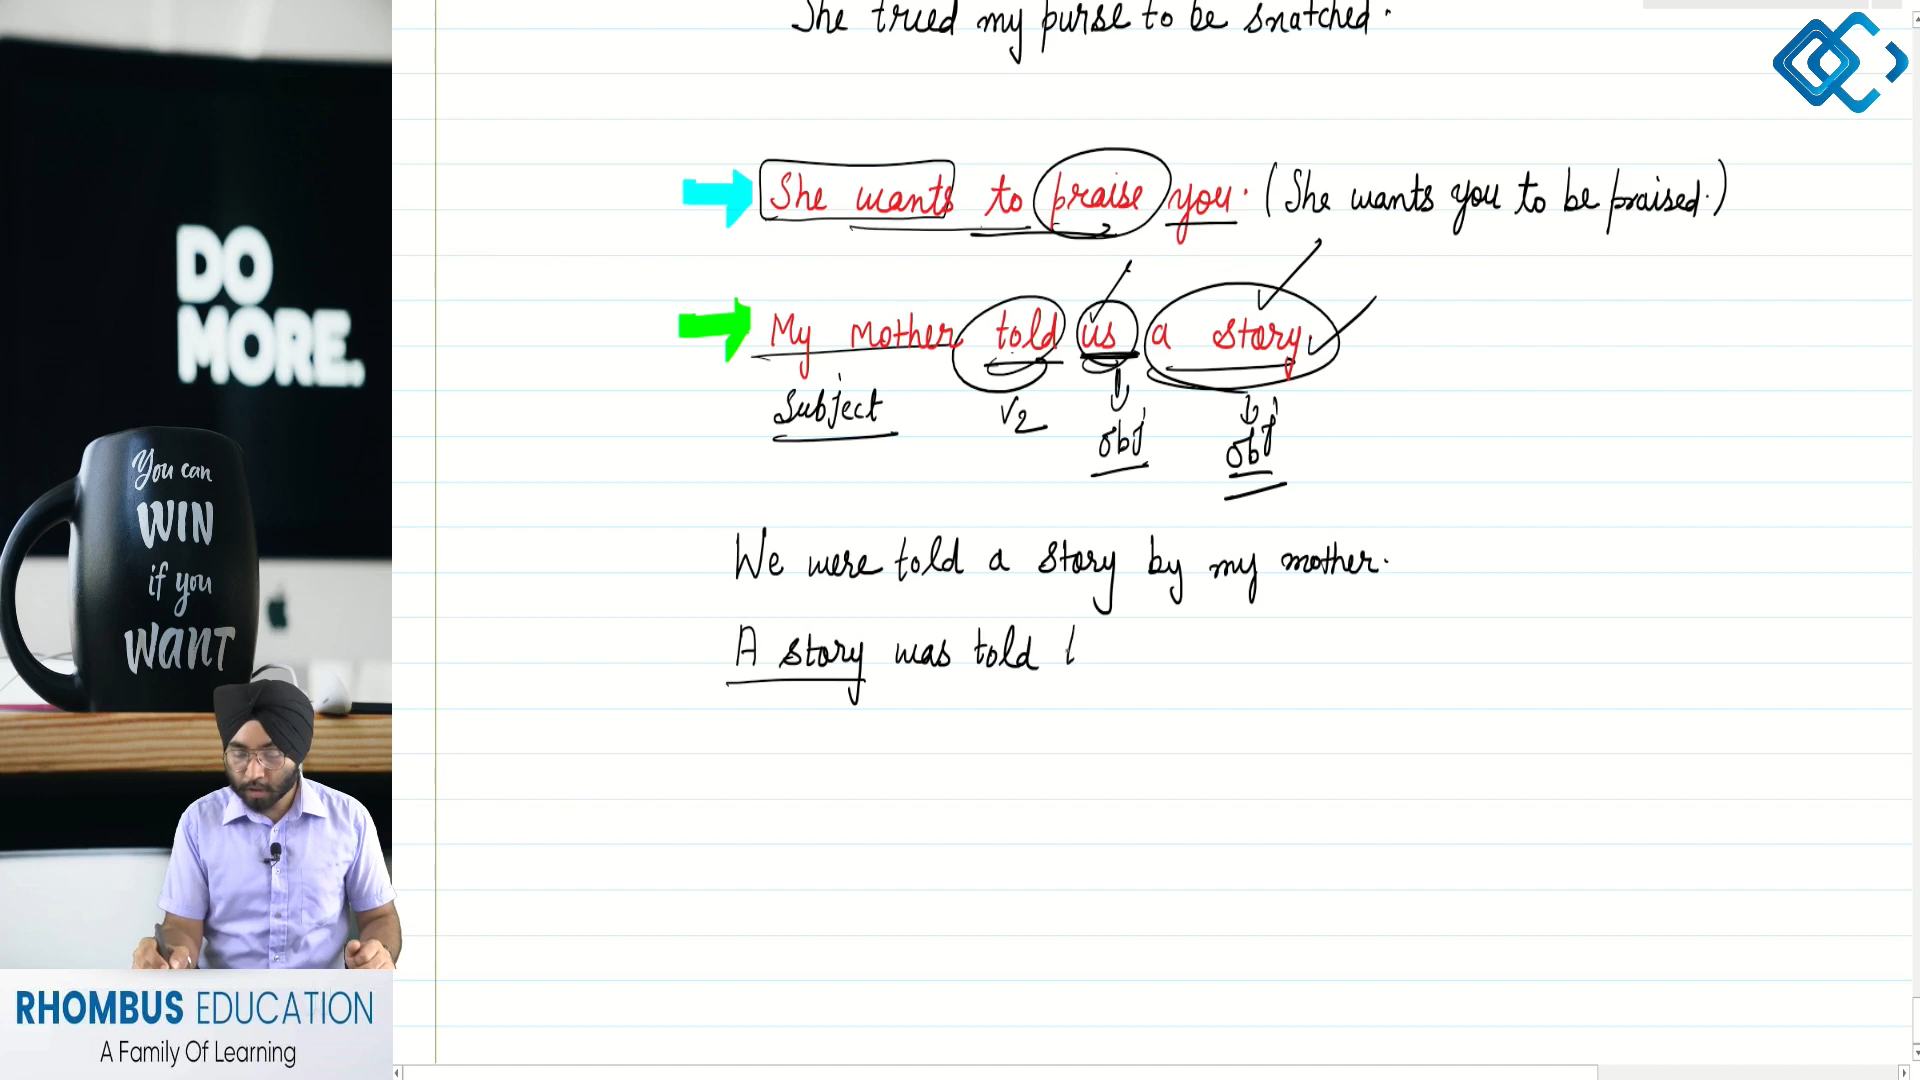 She tried my purse to be snatched.
She wants to praise you. (She wants you to be praised.)
My mother told us a story.
Subject V2 obj obj
We were told a story by my mother.
A story was told
DO
MORE.
You can
WIN
if you
WANT
RHOMBUS EDUCATION
A Family Of Learning